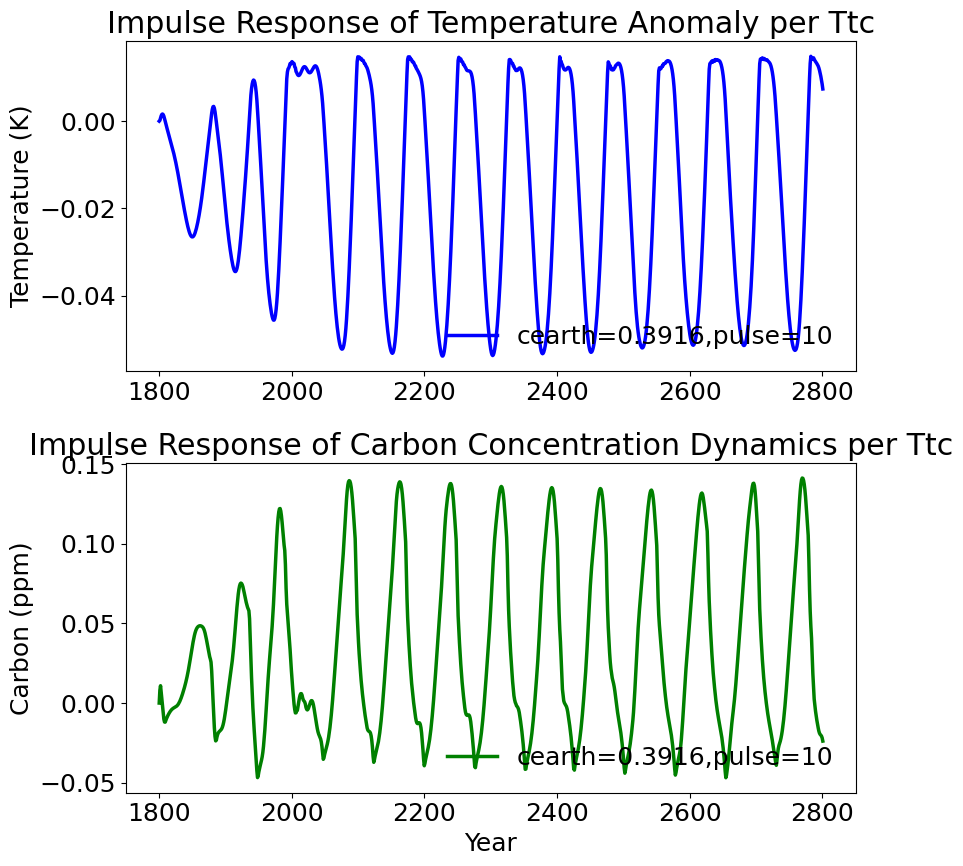 Impulse Response of Temperature Anomaly per Ttc
Temperature (K)
0.00
−0.02
−0.04
cearth=0.3916,pulse=10
1800 2000 2200 2400 2600 2800
Impulse Response of Carbon Concentration Dynamics per Ttc
Carbon (ppm)
0.15
0.10
0.05
0.00
−0.05
cearth=0.3916,pulse=10
1800 2000 2200 2400 2600 2800
Year